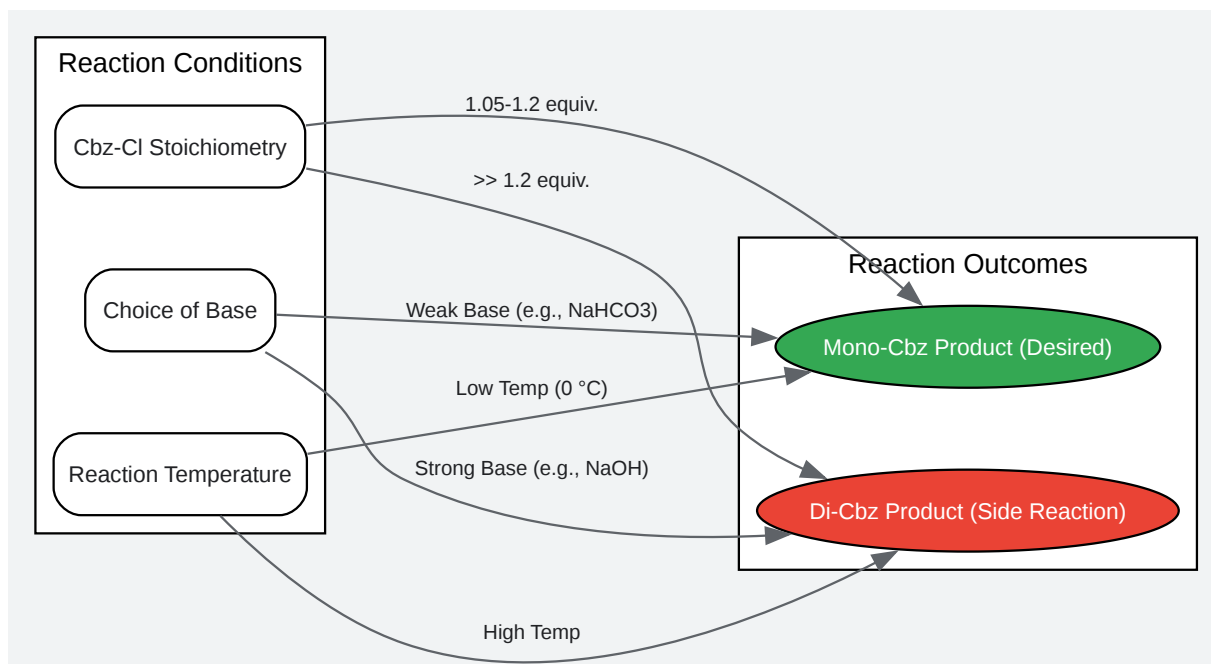 Reaction Conditions
Cbz-Cl Stoichiometry
Choice of Base
Reaction Temperature
1.05-1.2 equiv.
>> 1.2 equiv.
Weak Base (e.g., NaHCO3)
Low Temp (0 °C)
Strong Base (e.g., NaOH)
High Temp
Reaction Outcomes
Mono-Cbz Product (Desired)
Di-Cbz Product (Side Reaction)